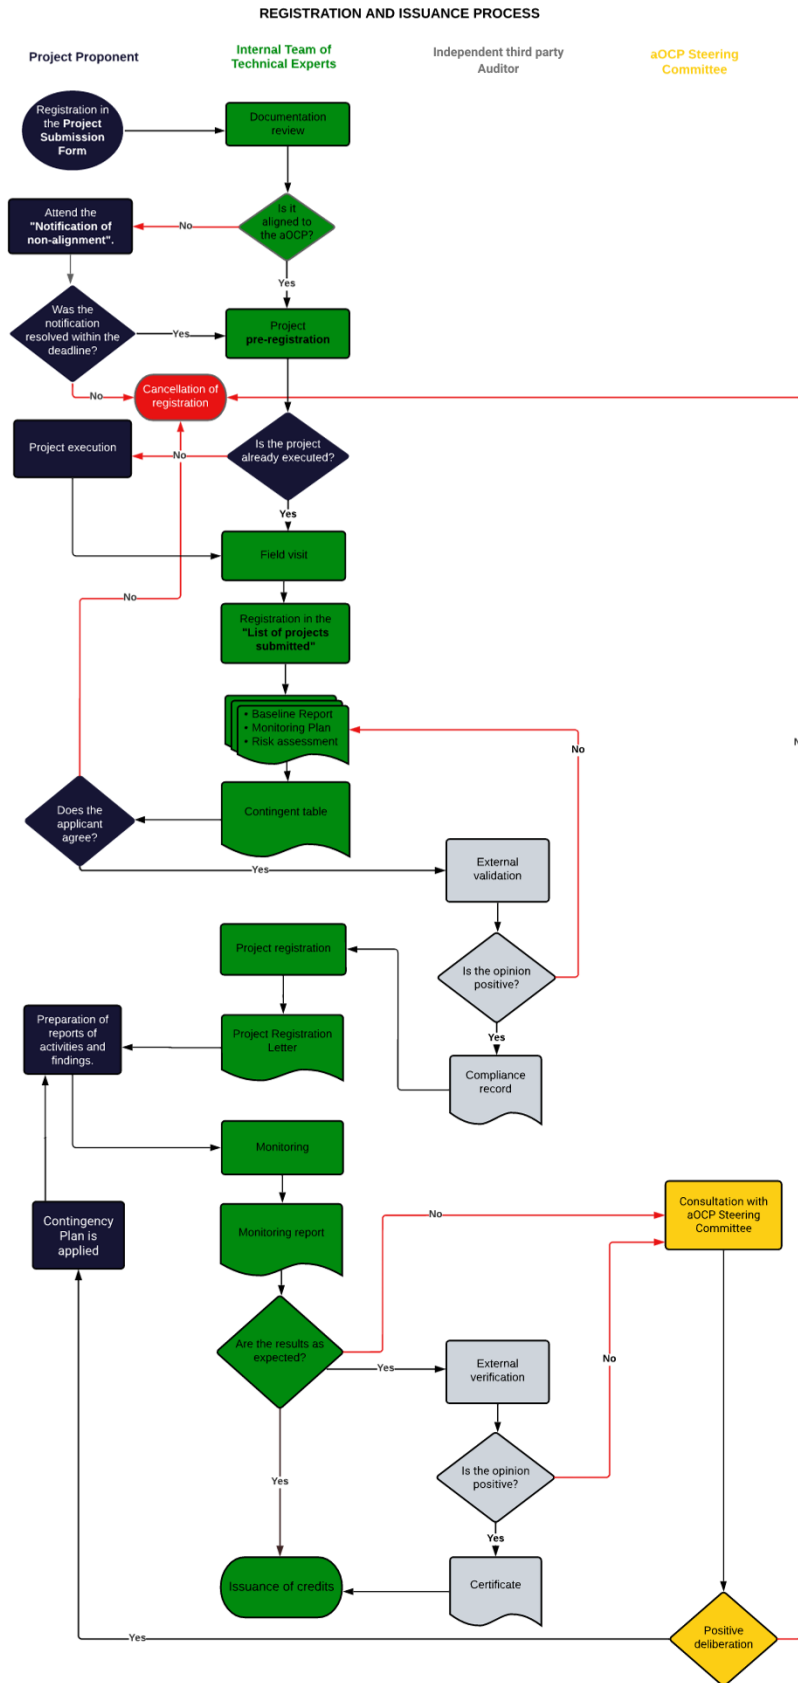 REGISTRATION AND ISSUANCE PROCESS
Project Proponent
Internal Team of
Technical Experts
Independent third party
Auditor
aOCP Steering
Committee
Registration in
the Project
Submission
Form
Documentation
review
Attend the
"Notification of
non-alignment".
No
Is it
aligned to
the aOCP?
Yes
Was the
notification
resolved within the
deadline?
Yes
Project
pre-registration
No
Cancellation of
registration
Project execution
No
Is the project
already executed?
Yes
Field visit
No
Registration in the
"List of projects
submitted"
• Baseline Report
• Monitoring Plan
• Risk assessment
No
N
Does the
applicant
agree?
Contingent table
Yes
External
validation
Project registration
Is the opinion
positive?
Yes
Preparation of
reports of
activities and
findings.
Project Registration
Letter
Compliance
record
Monitoring
Contingency
Plan is
applied
Monitoring report
No
Consultation with
aOCP Steering
Committee
Are the results as
expected?
Yes
External
verification
No
Yes
Is the opinion
positive?
Yes
Issuance of credits
Certificate
Yes
Positive
deliberation